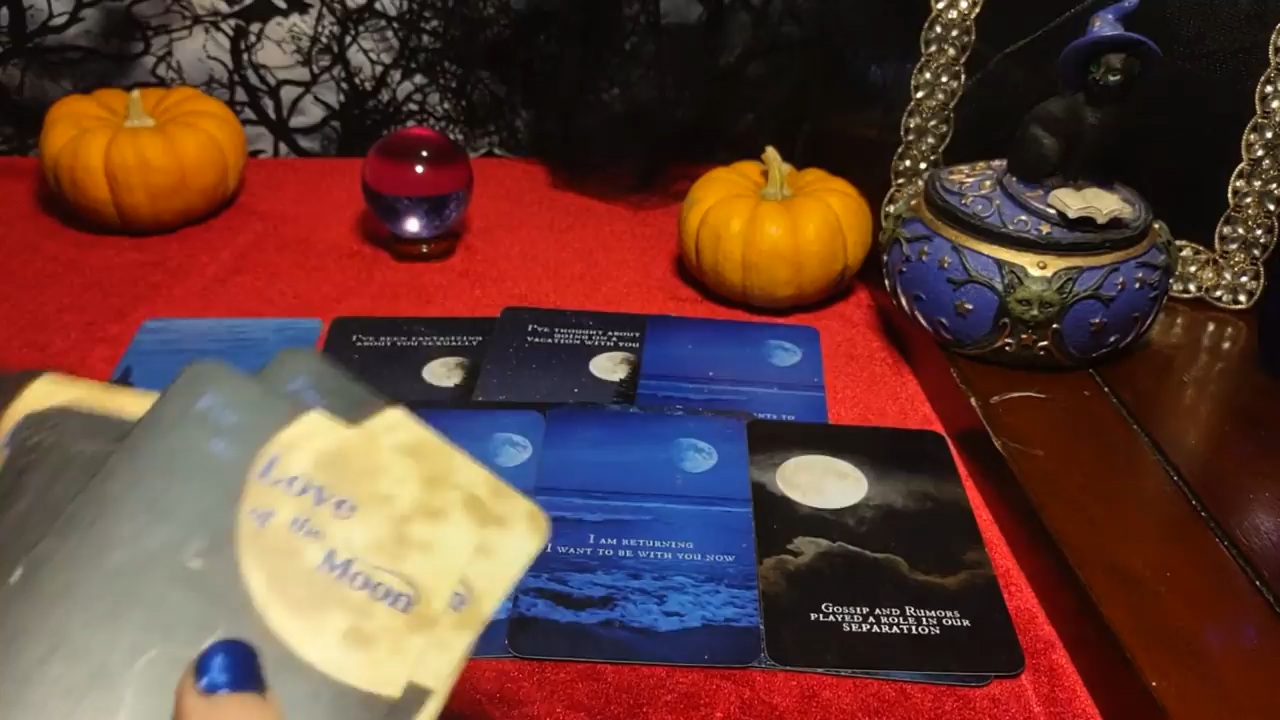 I've been fantasizing
about you sexually
I've thought about
going on a
vacation with you
Love
of the
Moon
I am returning
I want to be with you now
Gossip and Rumors
played a role in our
separation